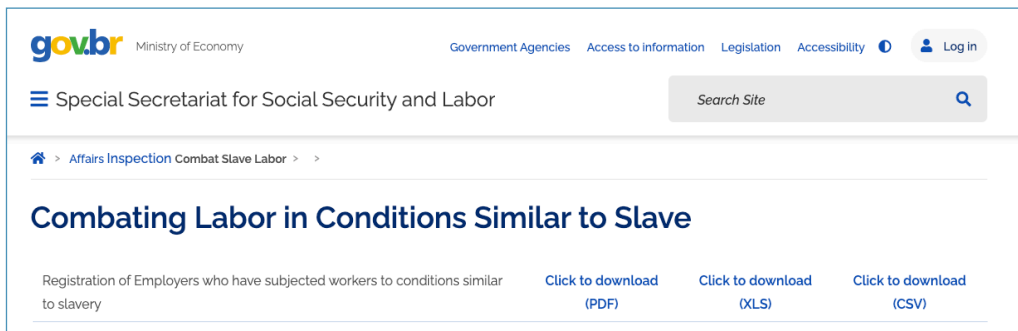 gov.br Ministry of Economy Government Agencies Access to information Legislation Accessibility Log in
Special Secretariat for Social Security and Labor Search Site
> Affairs Inspection Combat Slave Labor > >
Combating Labor in Conditions Similar to Slave
Registration of Employers who have subjected workers to conditions similar Click to download Click to download Click to download
to slavery (PDF) (XLS) (CSV)